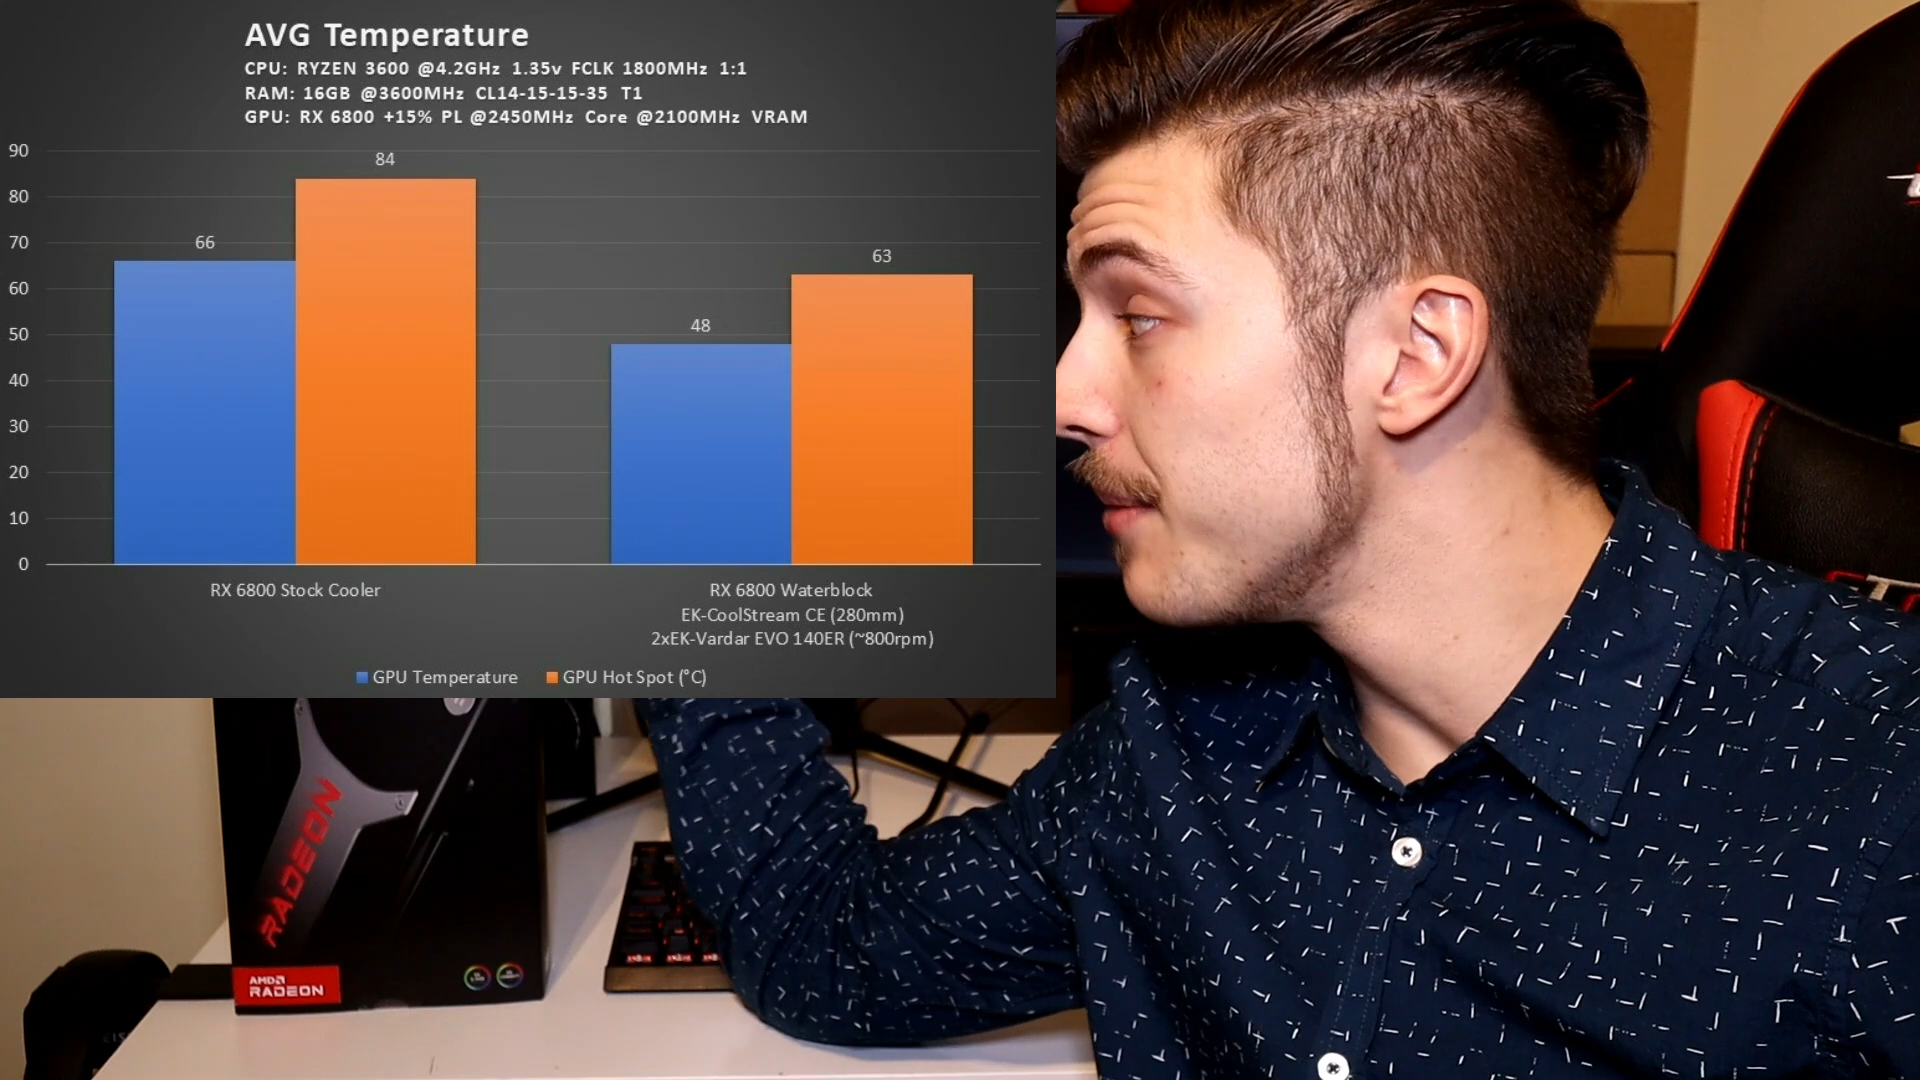 AVG Temperature
CPU: RYZEN 3600 @4.2GHz 1.35v FCLK 1800MHz 1:1
RAM: 16GB @3600MHz CL14-15-15-35 T1
GPU: RX 6800 +15% PL @2450MHz Core @2100MHz VRAM
90
80
70
60
50
40
30
20
10
0
66
84
48
63
RX 6800 Stock Cooler
RX 6800 Waterblock
EK-CoolStream CE (280mm)
2xEK-Vardar EVO 140ER (~800rpm)
GPU Temperature
GPU Hot Spot (°C)
RADEON
AMD
RADEON